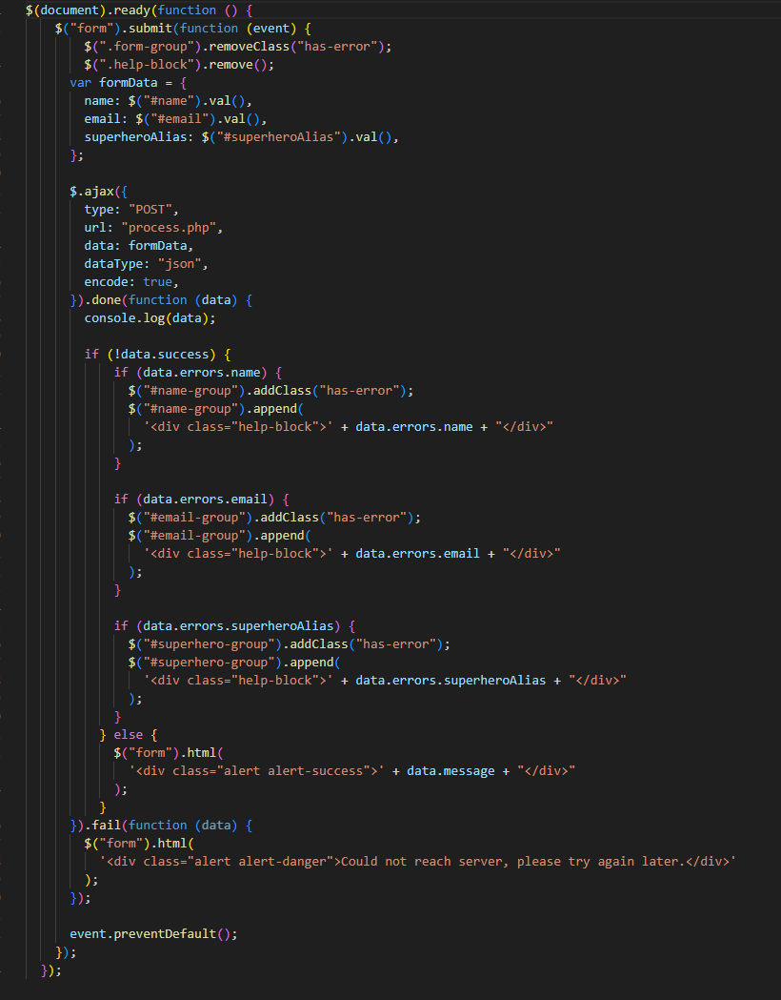 $(document).ready(function () {
    $("form").submit(function (event) {
        $(".form-group").removeClass("has-error");
        $(".help-block").remove();
      var formData = {
        name: $("#name").val(),
        email: $("#email").val(),
        superheroAlias: $("#superheroAlias").val(),
      };

      $.ajax({
        type: "POST",
        url: "process.php",
        data: formData,
        dataType: "json",
        encode: true,
      }).done(function (data) {
        console.log(data);

        if (!data.success) {
            if (data.errors.name) {
              $("#name-group").addClass("has-error");
              $("#name-group").append(
                '<div class="help-block">' + data.errors.name + "</div>"
              );
            }

            if (data.errors.email) {
              $("#email-group").addClass("has-error");
              $("#email-group").append(
                '<div class="help-block">' + data.errors.email + "</div>"
              );
            }

            if (data.errors.superheroAlias) {
              $("#superhero-group").addClass("has-error");
              $("#superhero-group").append(
                '<div class="help-block">' + data.errors.superheroAlias + "</div>"
              );
            }
          } else {
            $("form").html(
              '<div class="alert alert-success">' + data.message + "</div>"
            );
          }
      }).fail(function (data) {
        $("form").html(
          '<div class="alert alert-danger">Could not reach server, please try again later.</div>'
        );
      });

      event.preventDefault();
    });
  });